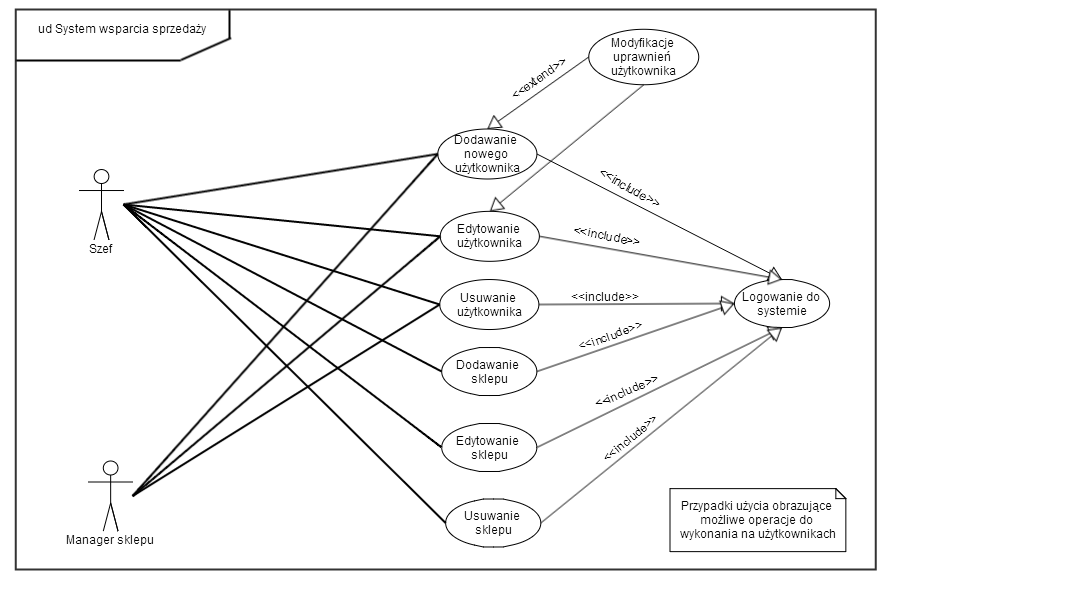 ud System wsparcia sprzedaży
Modyfikacje
uprawnień
użytkownika
<<extend>>
Dodawanie
nowego
użytkownika
<<include>>
Szef
Edytowanie
użytkownika
<<include>>
Usuwanie
użytkownika
<<include>>
Logowanie do
systemie
<<include>>
Dodawanie
sklepu
<<include>>
Edytowanie
sklepu
<<include>>
Usuwanie
sklepu
Manager sklepu
Przypadki użycia obrazujące
możliwe operacje do
wykonania na użytkownikach